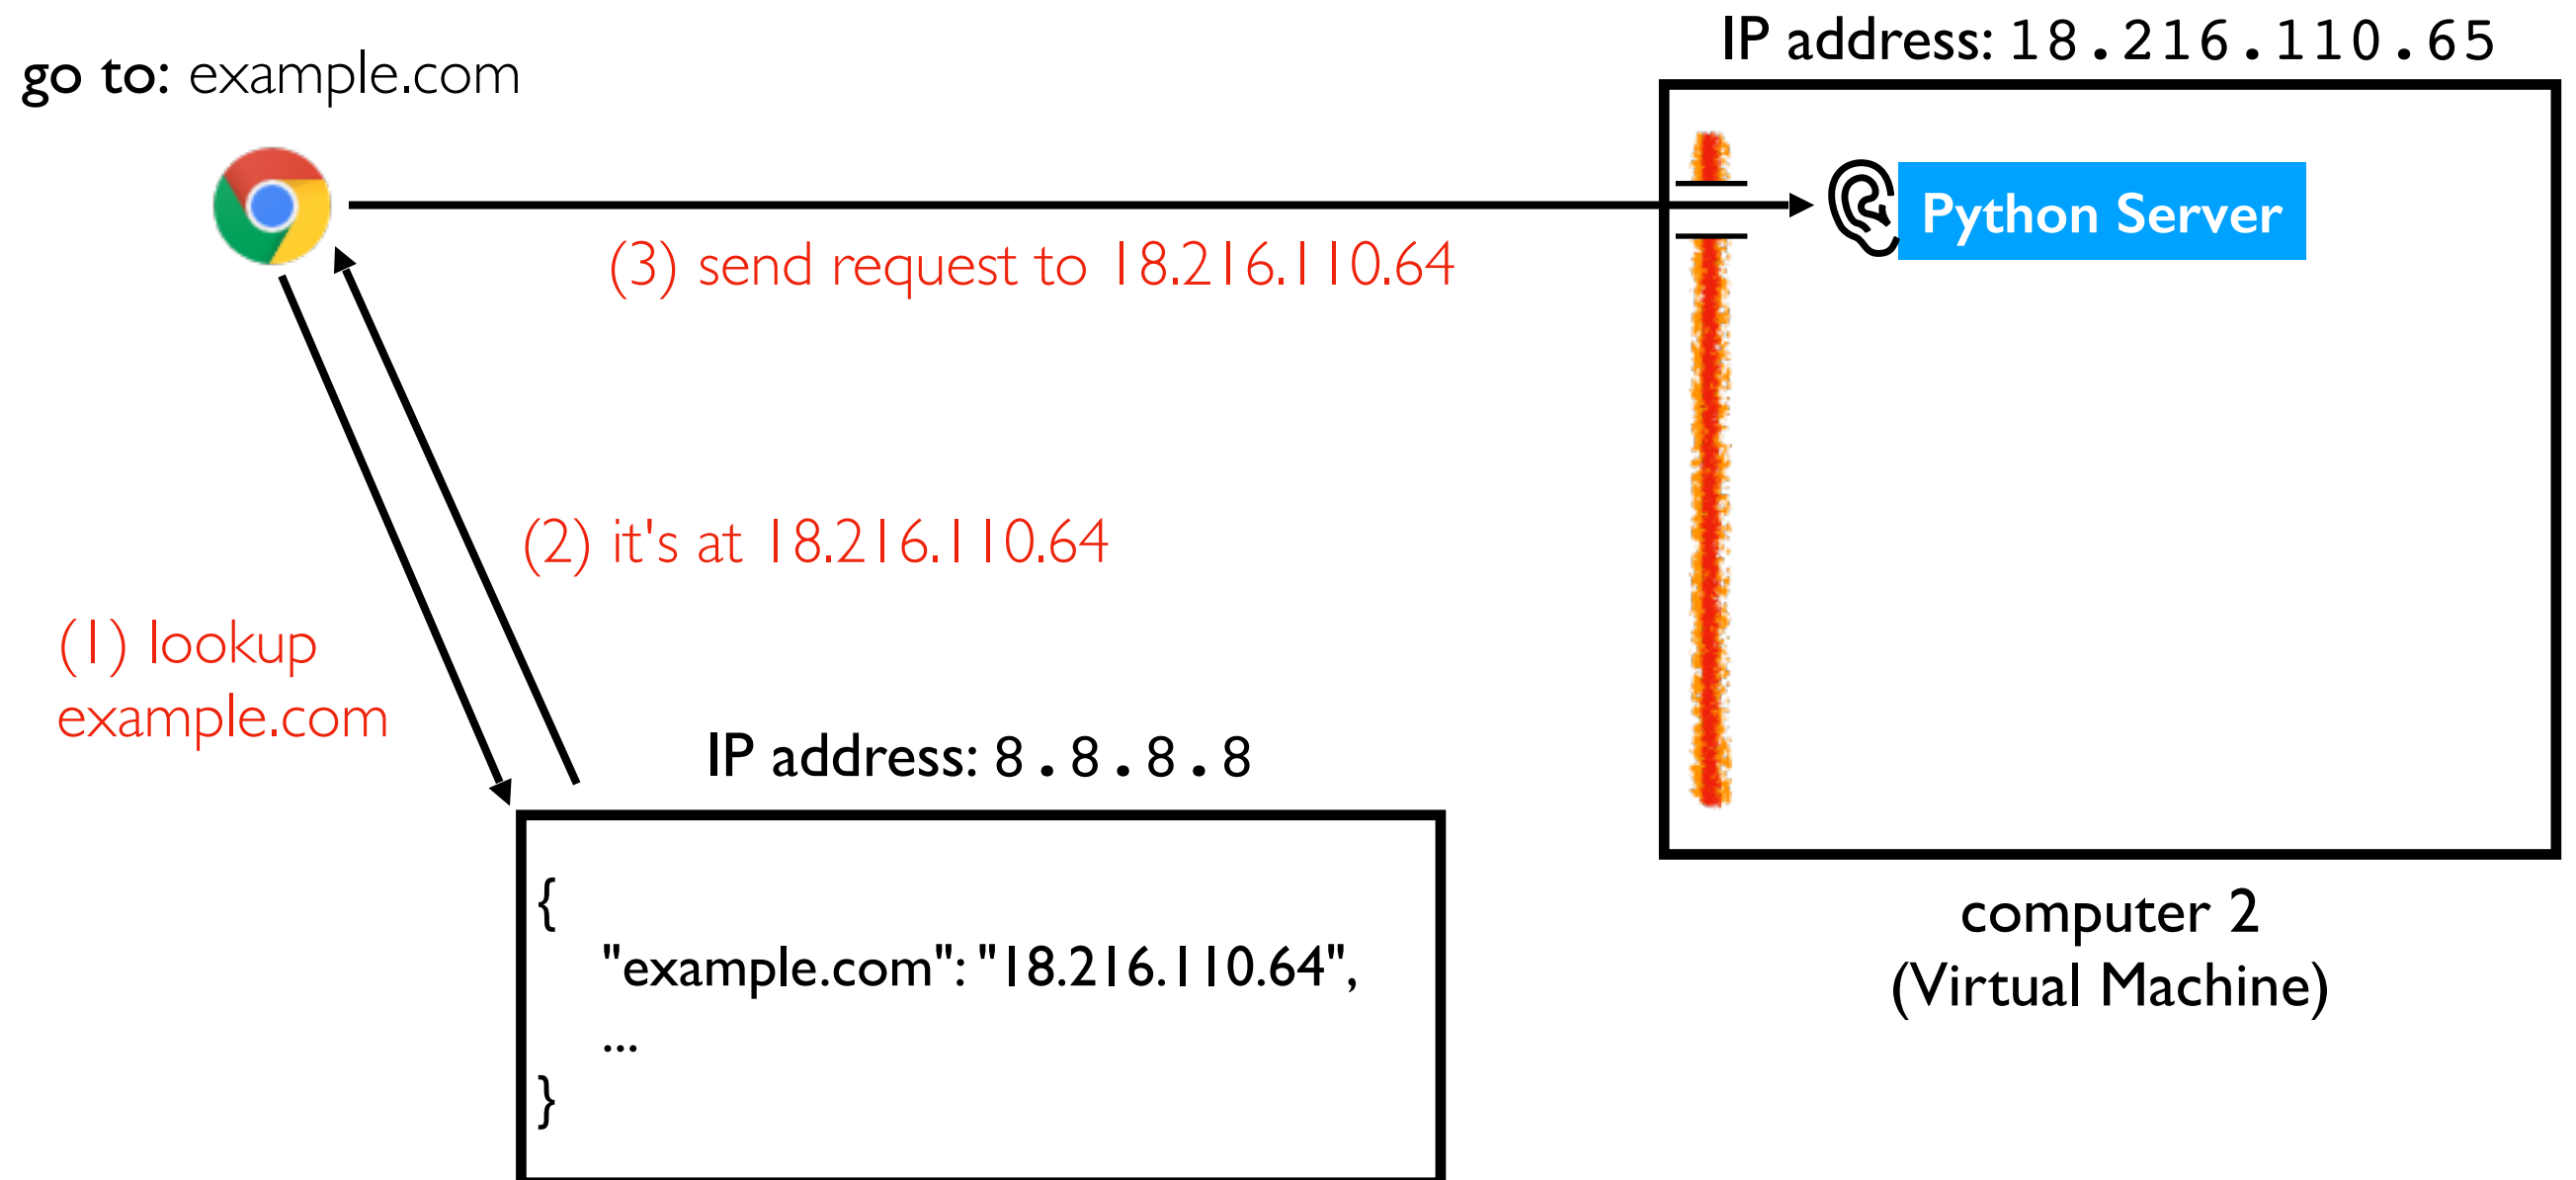 go to: example.com
IP address: 18.216.110.65
Python Server
(3) send request to 18.216.110.64
(2) it's at 18.216.110.64
(1) lookup
example.com
IP address: 8.8.8.8
{
"example.com": "18.216.110.64",
...
}
computer 2
(Virtual Machine)